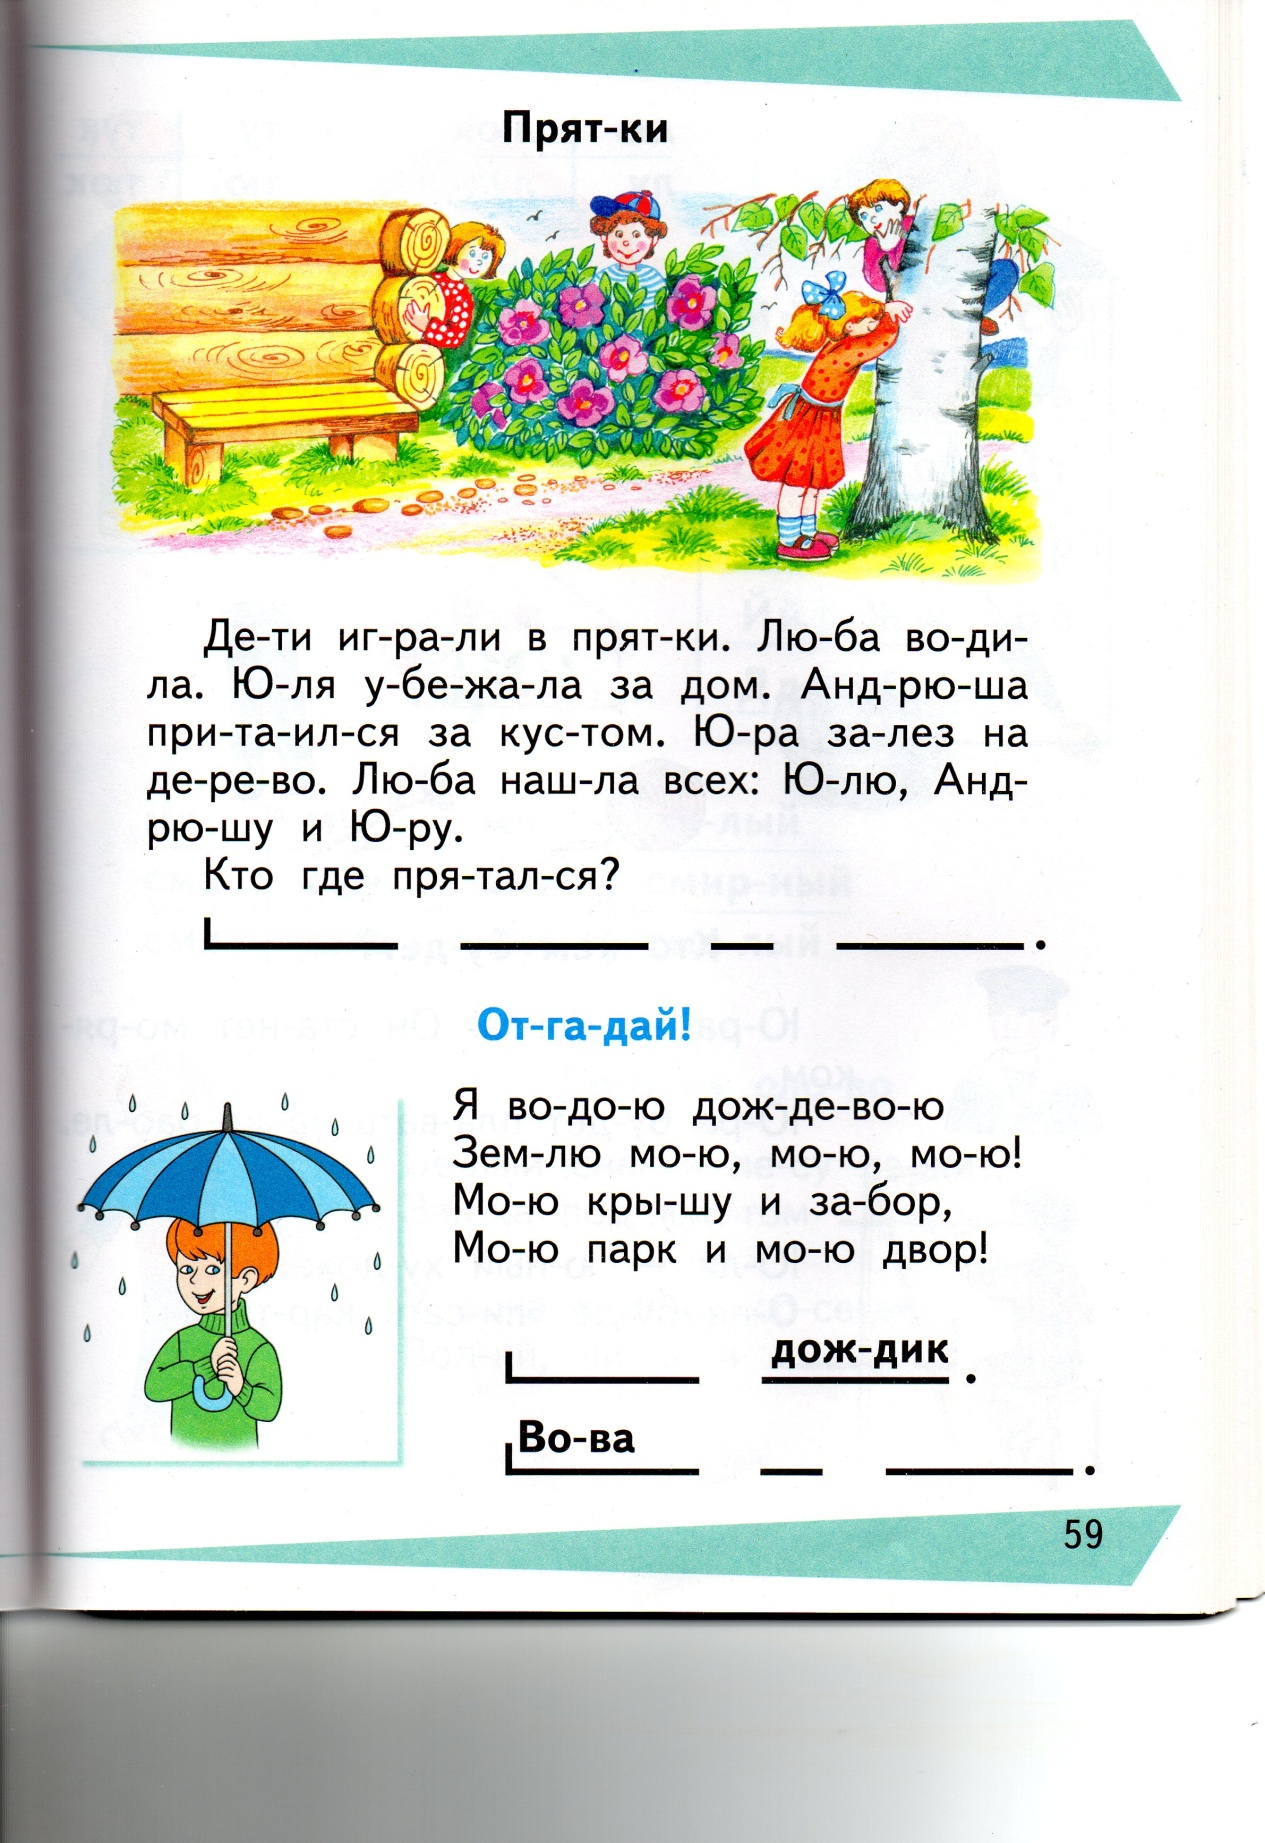 Прят-ки
Де-ти иг-ра-ли в прят-ки. Лю-ба во-ди-
ла. Ю-ля у-бе-жа-ла за дом. Анд-рю-ша
при-та-ил-ся за кус-том. Ю-ра за-лез на
де-ре-во. Лю-ба наш-ла всех: Ю-лю, Анд-
рю-шу и Ю-ру.
Кто где пря-тал-ся?
От-га-дай!
Я во-до-ю дож-де-во-ю
Зем-лю мо-ю, мо-ю, мо-ю!
Мо-ю кры-шу и за-бор,
Мо-ю парк и мо-ю двор!
дож-дик .
Во-ва
59